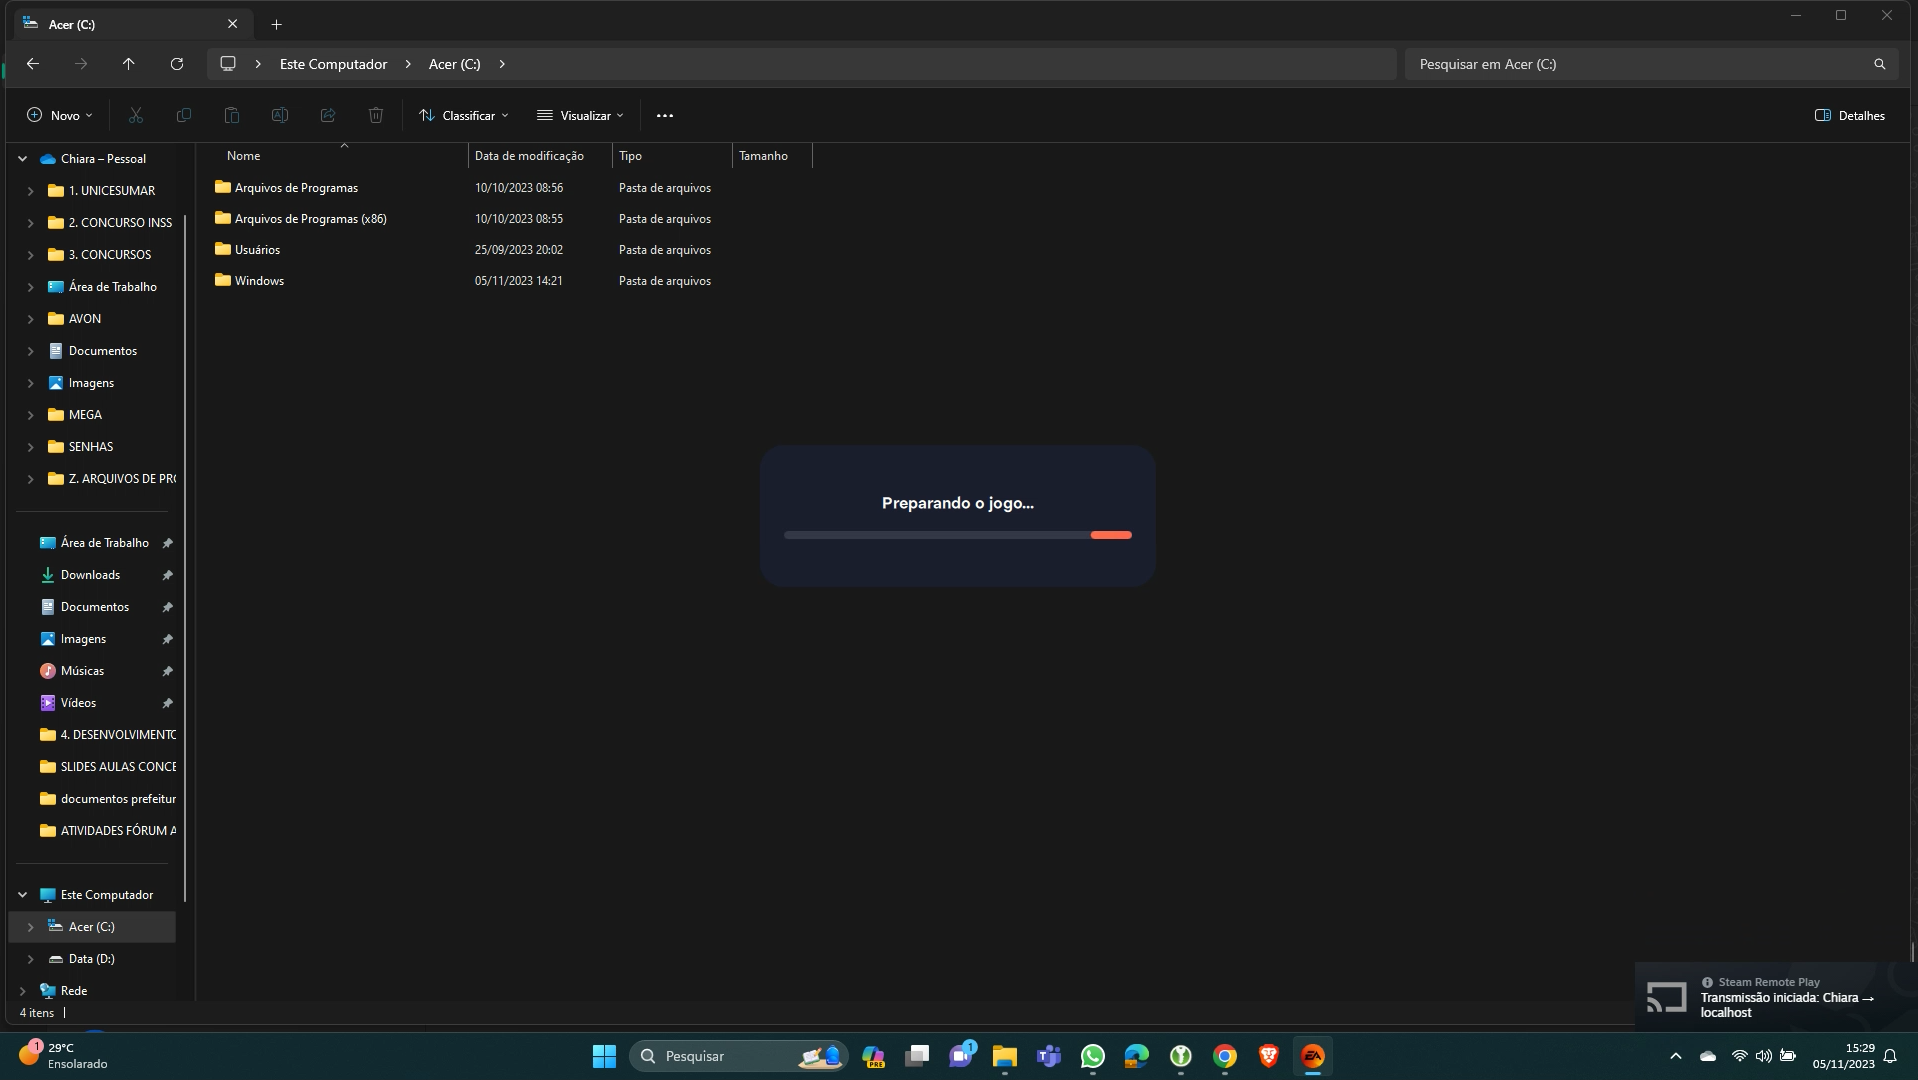 Acer (C:)
Este Computador
Acer (C:)
Pesquisar em Acer (C:)
Novo
Classificar
Visualizar
Detalhes
Chiara – Pessoal
1. UNICESUMAR
2. CONCURSO INSS
3. CONCURSOS
Área de Trabalho
AVON
Documentos
Imagens
MEGA
SENHAS
Z. ARQUIVOS DE PRO
Área de Trabalho
Downloads
Documentos
Imagens
Músicas
Vídeos
4. DESENVOLVIMENTO
SLIDES AULAS CONCE
documentos prefeitur
ATIVIDADES FÓRUM A
Este Computador
Acer (C:)
Data (D:)
Rede
Nome Data de modificação Tipo Tamanho
Arquivos de Programas 10/10/2023 08:56 Pasta de arquivos
Arquivos de Programas (x86) 10/10/2023 08:55 Pasta de arquivos
Usuários 25/09/2023 20:02 Pasta de arquivos
Windows 05/11/2023 14:21 Pasta de arquivos
Preparando o jogo...
Steam Remote Play
Transmissão iniciada: Chiara →
localhost
4 itens
1
29°C
Ensolarado
Pesquisar
PRE
1
EA
15:29
05/11/2023